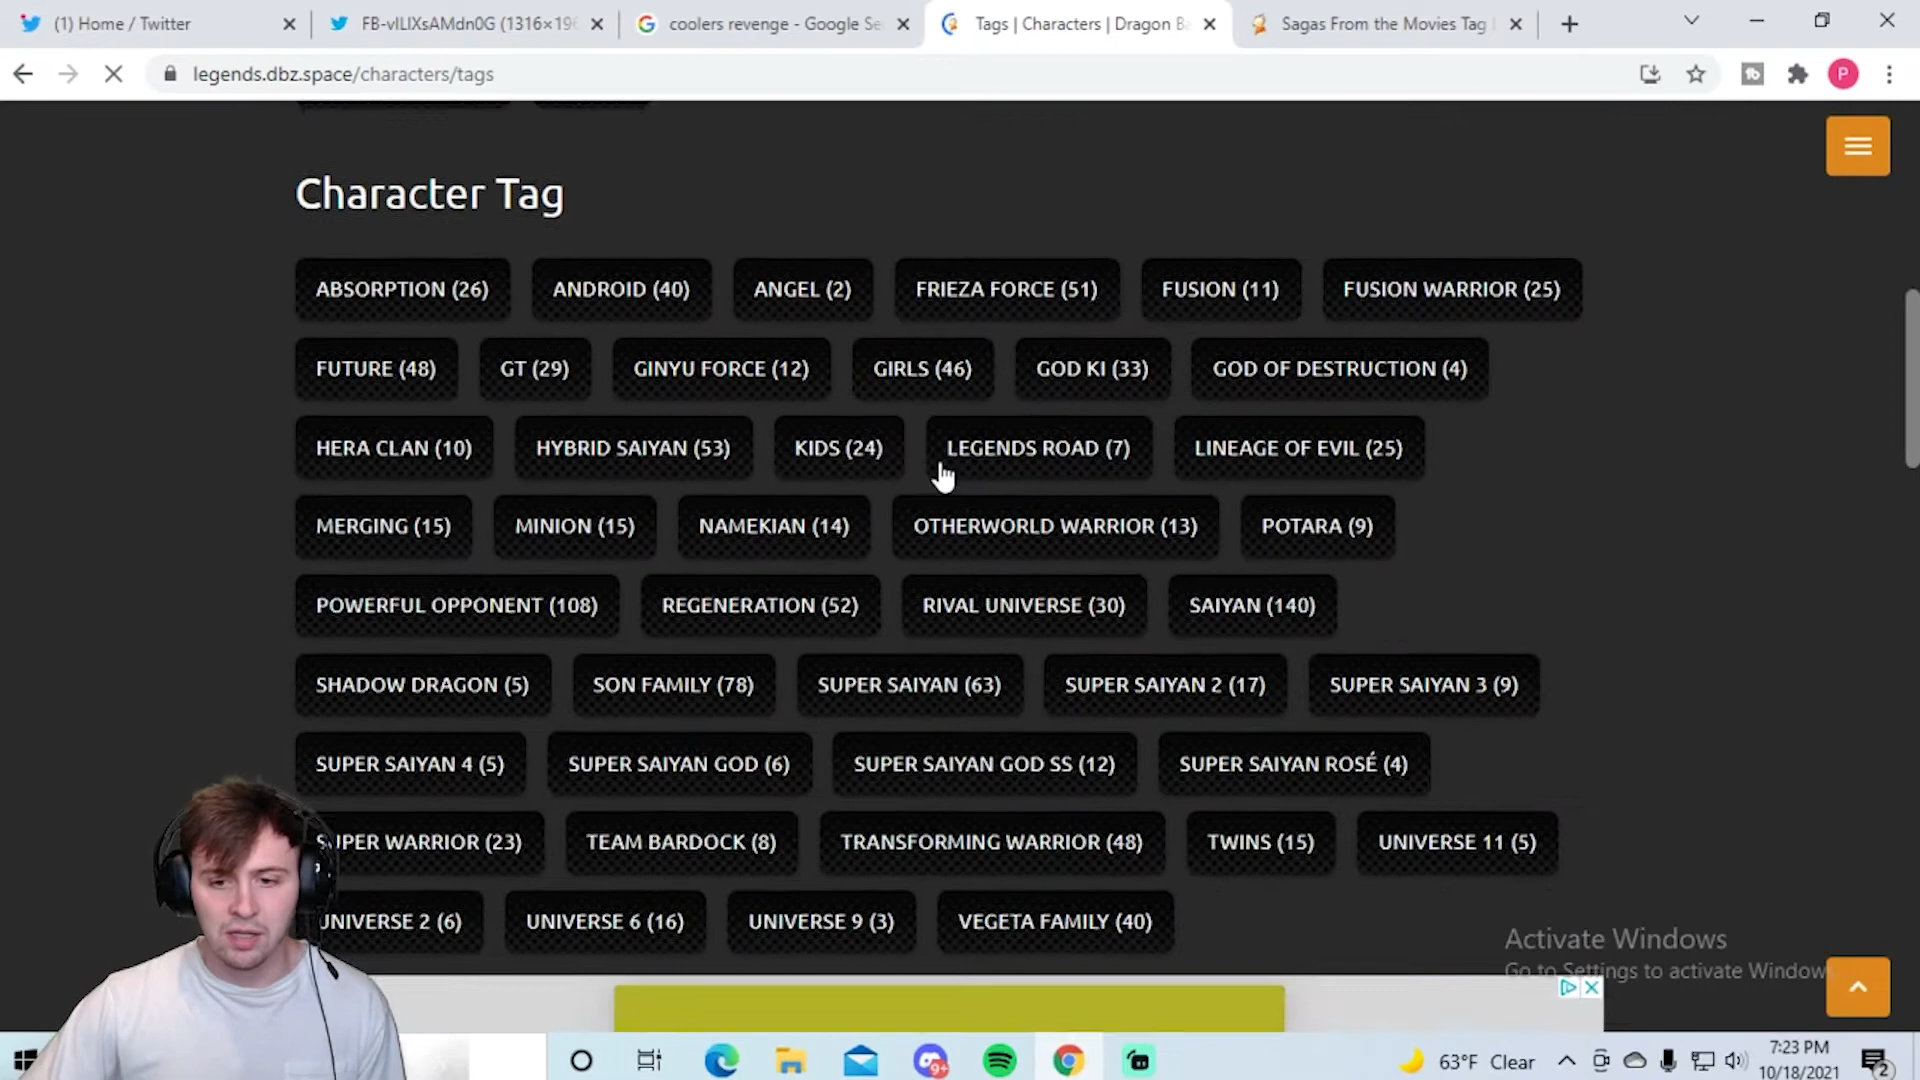 (1) Home / Twitter
FB-vlLlXsAMdn0G (1316×196
coolers revenge - Google Se
Tags | Characters | Dragon Ba
Sagas From the Movies Tag
legends.dbz.space/characters/tags
P
Character Tag
ABSORPTION (26) ANDROID (40) ANGEL (2) FRIEZA FORCE (51) FUSION (11) FUSION WARRIOR (25)
FUTURE (48) GT (29) GINYU FORCE (12) GIRLS (46) GOD KI (33) GOD OF DESTRUCTION (4)
HERA CLAN (10) HYBRID SAIYAN (53) KIDS (24) LEGENDS ROAD (7) LINEAGE OF EVIL (25)
MERGING (15) MINION (15) NAMEKIAN (14) OTHERWORLD WARRIOR (13) POTARA (9)
POWERFUL OPPONENT (108) REGENERATION (52) RIVAL UNIVERSE (30) SAIYAN (140)
SHADOW DRAGON (5) SON FAMILY (78) SUPER SAIYAN (63) SUPER SAIYAN 2 (17) SUPER SAIYAN 3 (9)
SUPER SAIYAN 4 (5) SUPER SAIYAN GOD (6) SUPER SAIYAN GOD SS (12) SUPER SAIYAN ROSÉ (4)
SUPER WARRIOR (23) TEAM BARDOCK (8) TRANSFORMING WARRIOR (48) TWINS (15) UNIVERSE 11 (5)
UNIVERSE 2 (6) UNIVERSE 6 (16) UNIVERSE 9 (3) VEGETA FAMILY (40)
Activate Windows
Go to Settings to activate Windows
9+
63°F Clear
7:23 PM
10/18/2021
2